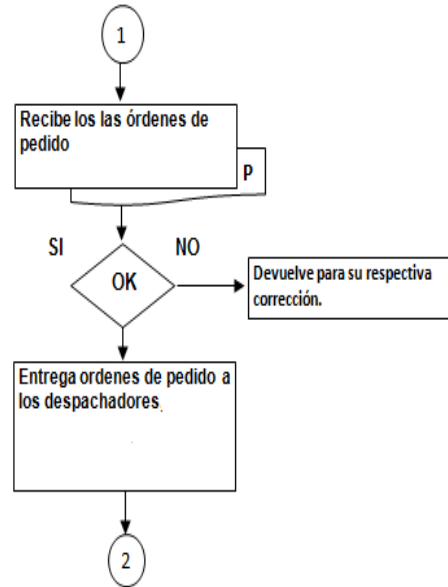 1
Recibe los las órdenes de
pedido
P
SI
NO
OK
Devuelve para su respectiva
corrección.
Entrega ordenes de pedido a
los despachadores.
2